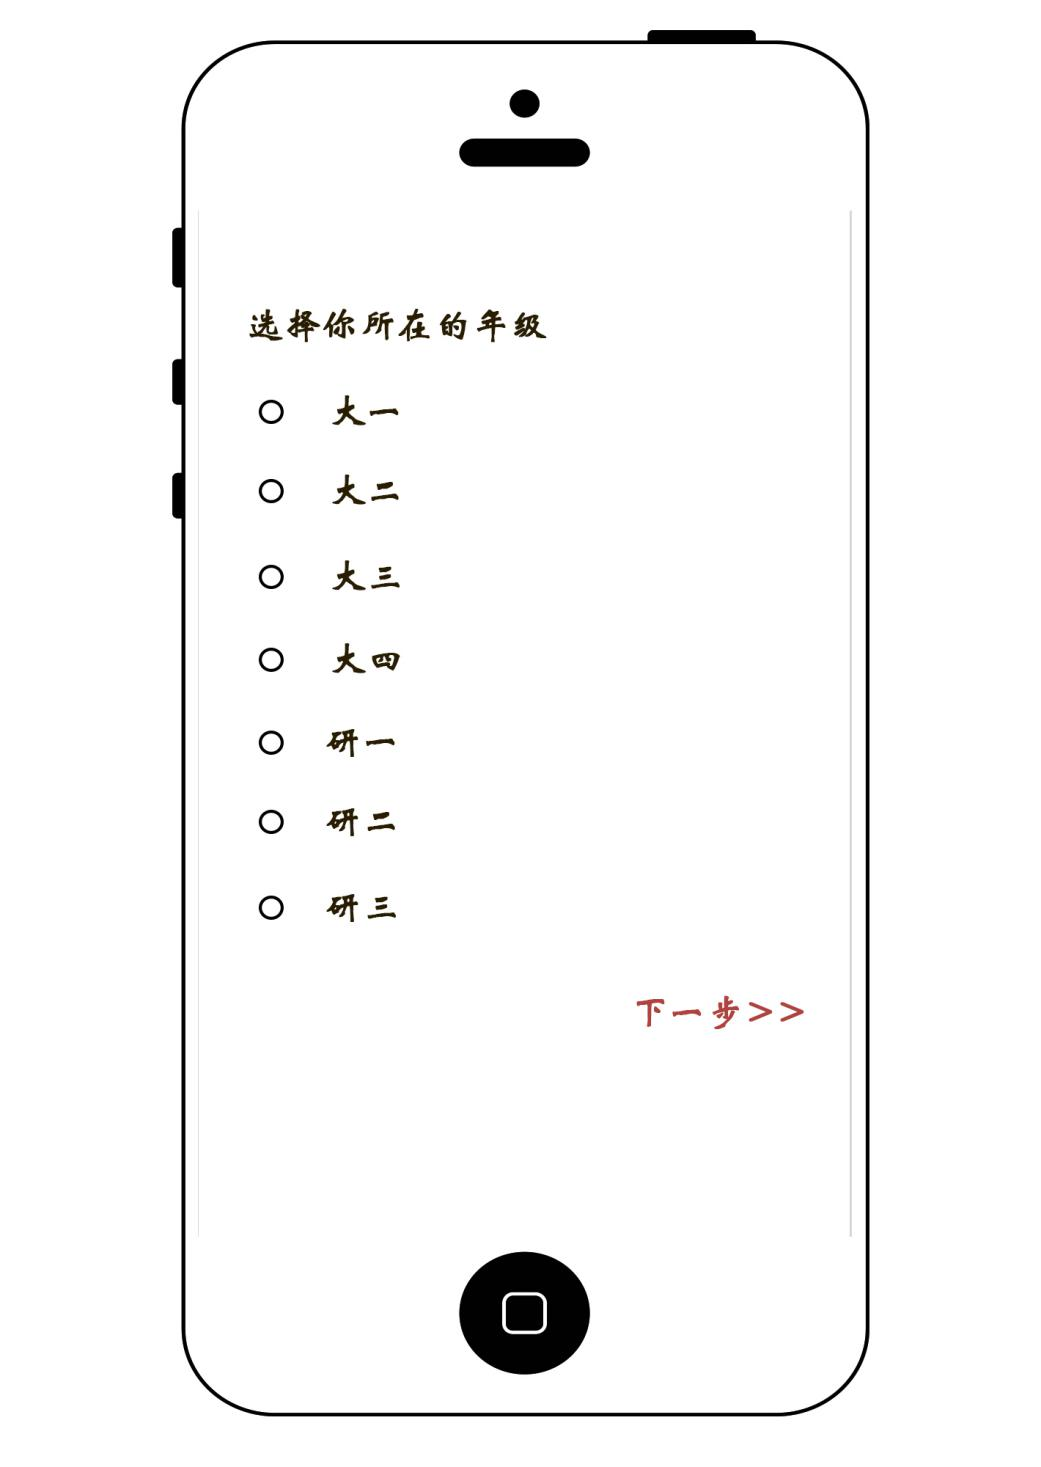 选择你所在的年级
大一
大二
大三
大四
研一
研二
研三
下一步>>